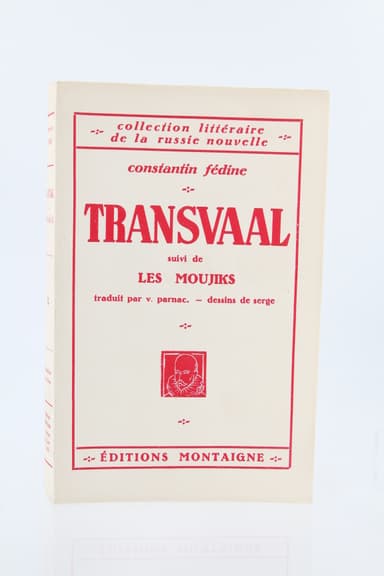 -:- collection littéraire -:-
de la russie nouvelle
constantin fédine
-:-
TRANSVAAL
suivi de
LES MOUJIKS
traduit par v. parnac. — dessins de serge
-:-
-:-
-:- ÉDITIONS MONTAIGNE -:-